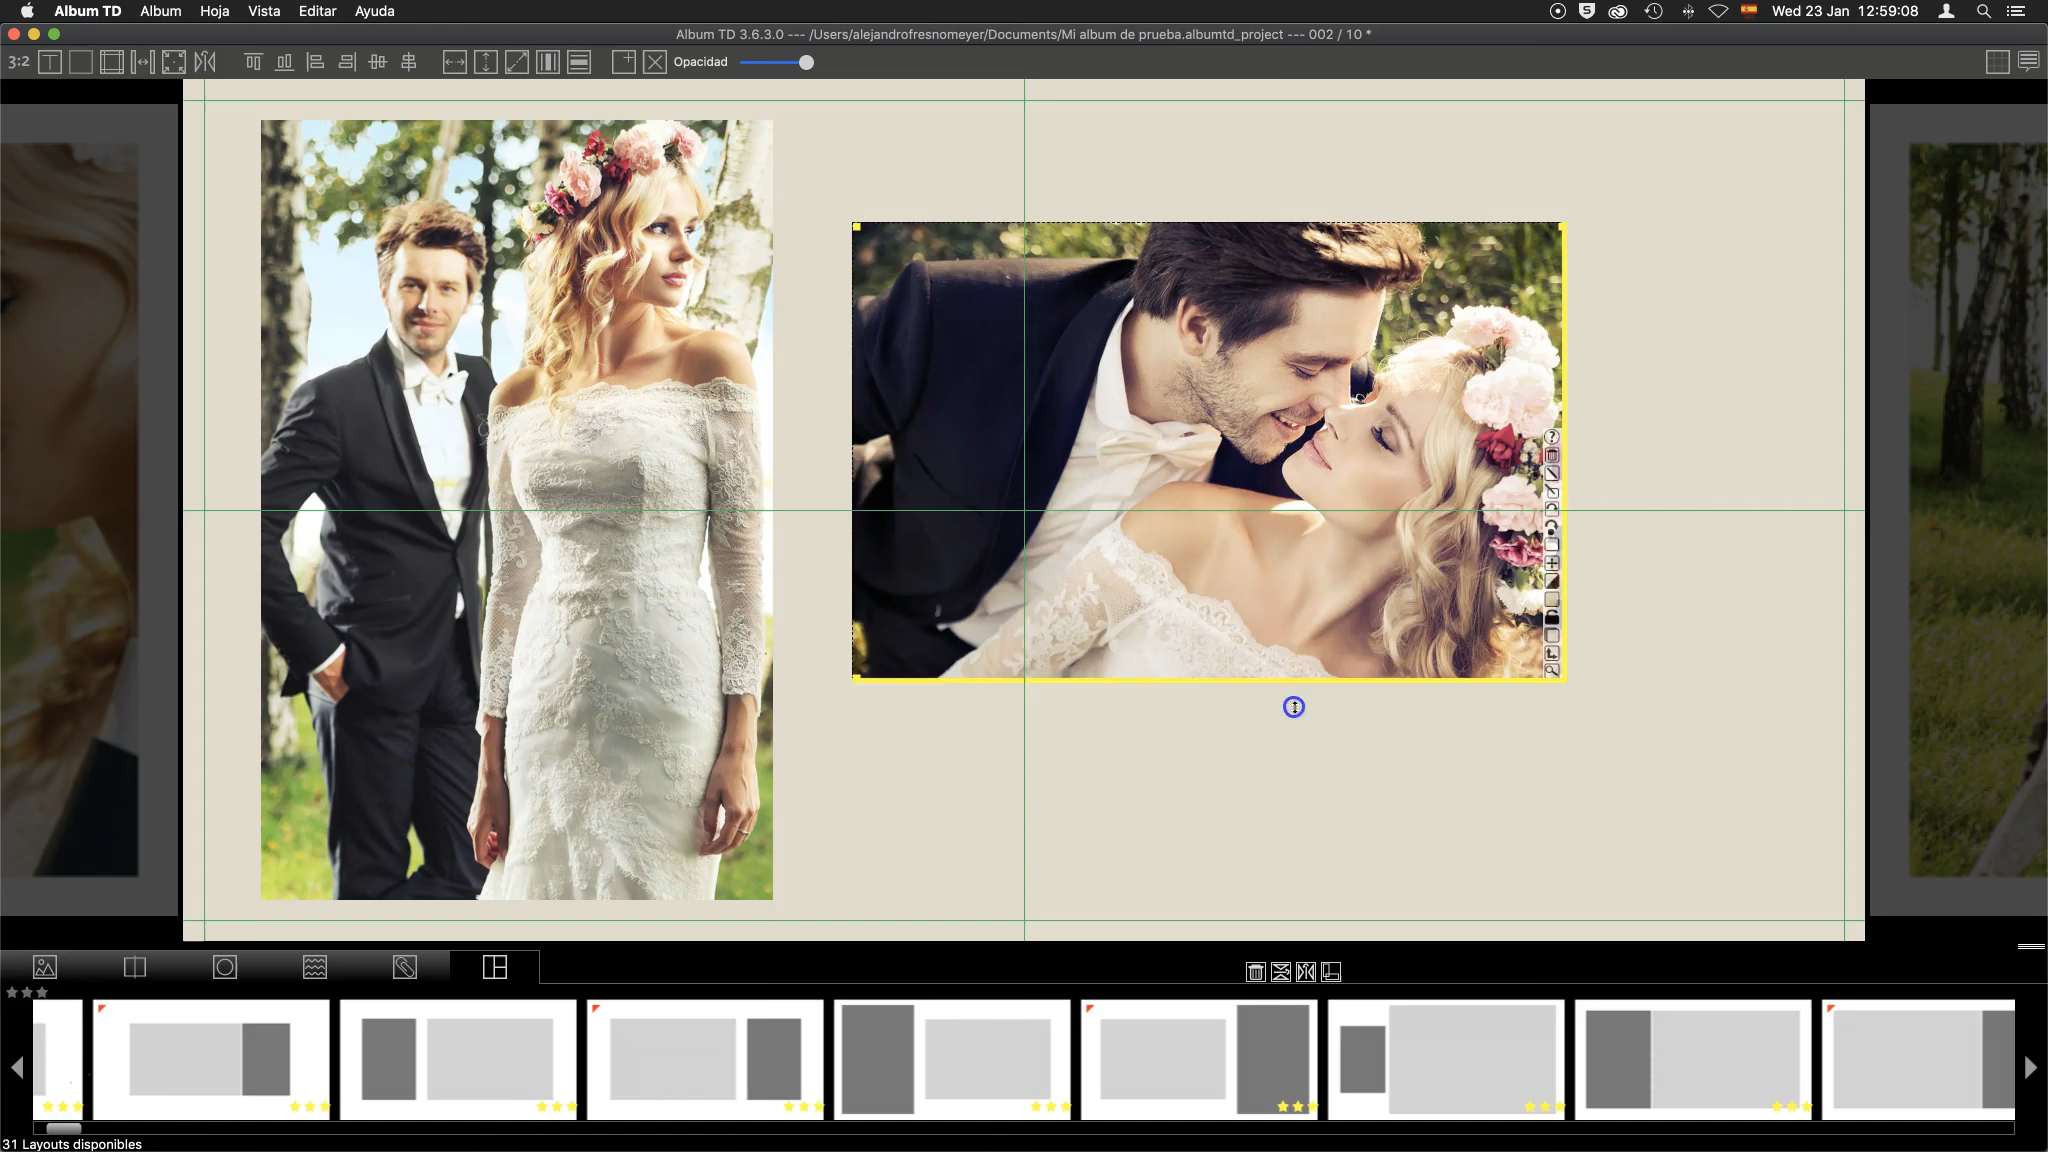 Album TD Album Hoja Vista Editar Ayuda Wed 23 Jan 12:59:08
Album TD 3.6.3.0 --- /Users/alejandrofresnomeyer/Documents/Mi album de prueba.albumtd_project --- 002 / 10 *
3:2 Opacidad
31 Layouts disponibles